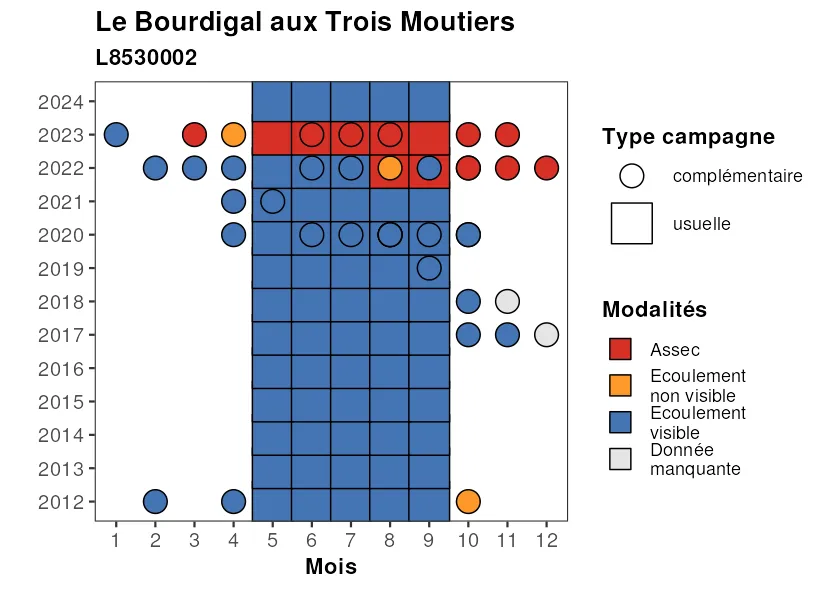 Le Bourdigal aux Trois Moutiers
L8530002
2024
2023
2022
2021
2020
2019
2018
2017
2016
2015
2014
2013
2012
1 2 3 4 5 6 7 8 9 10 11 12
Mois
Type campagne
complémentaire
usuelle
Modalités
Assec
Ecoulement
non visible
Ecoulement
visible
Donnée
manquante